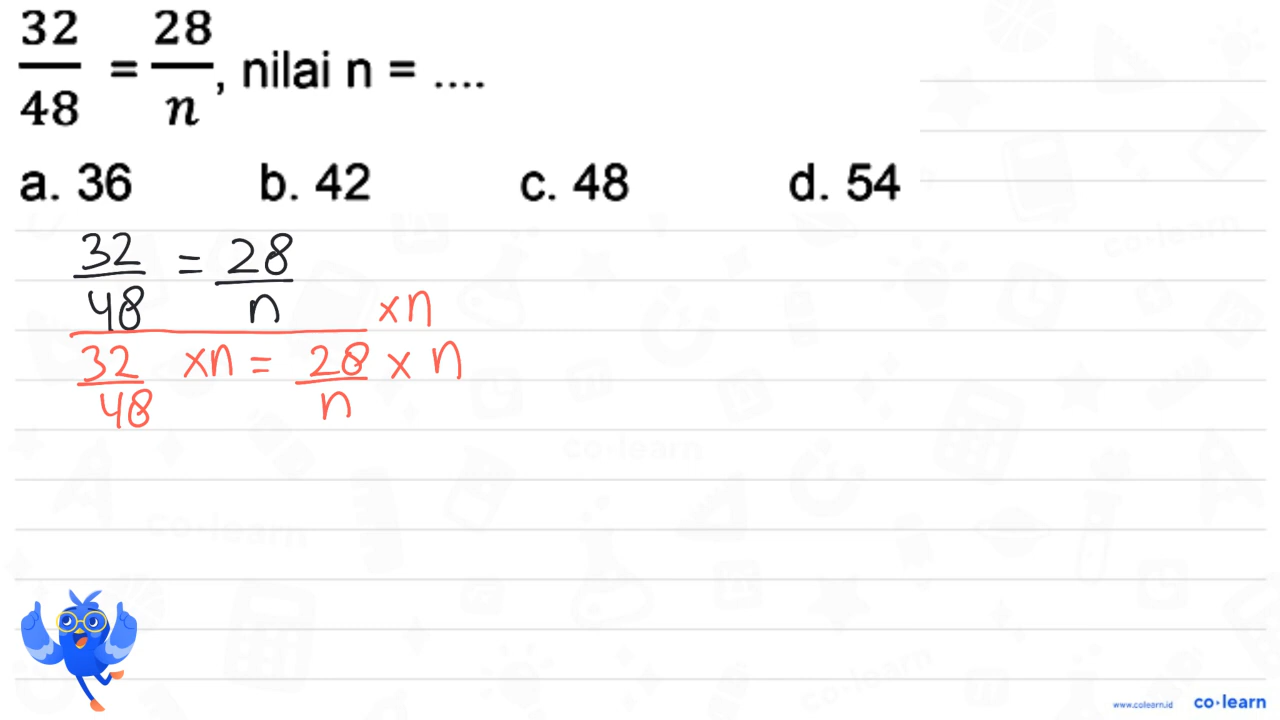 32/48 = 28/n, nilai n = ....
a. 36 b. 42 c. 48 d. 54
32/48 = 28/n
×n
32/48 ×n = 28/n × n
co·learn
co·learn
co·learn
co·learn
www.colearn.id co·learn